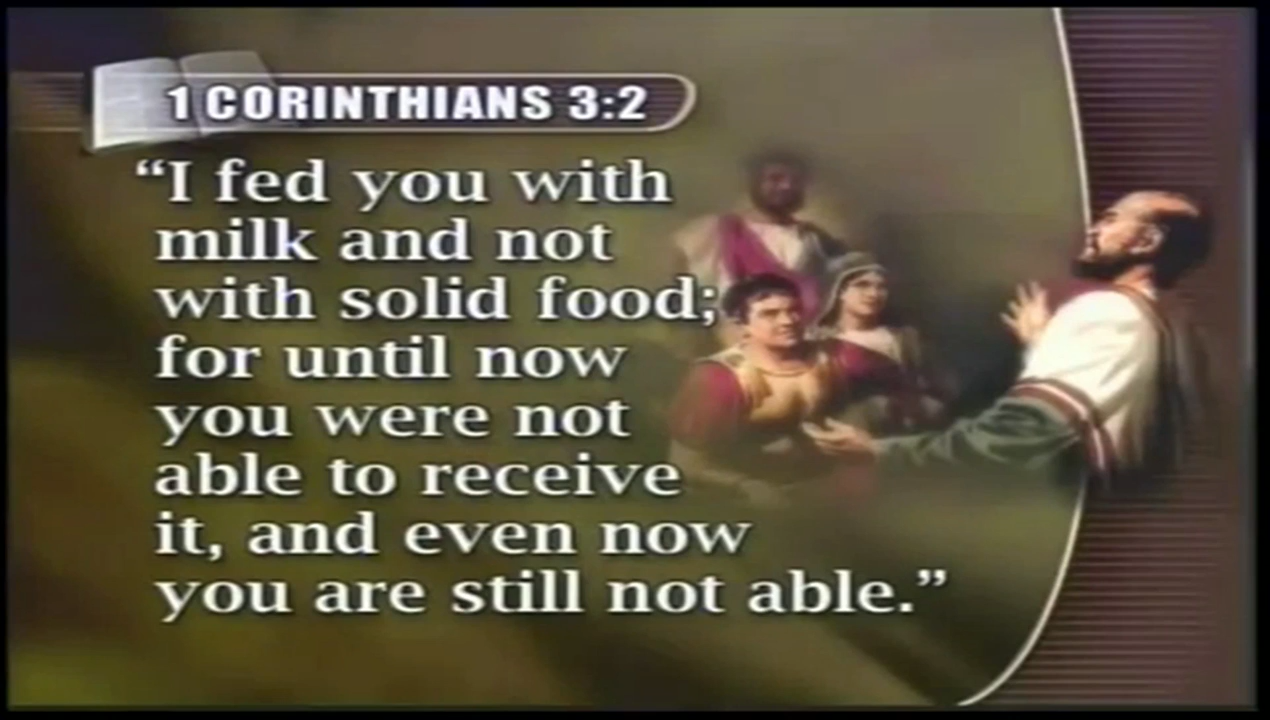 1 CORINTHIANS 3:2
“I fed you with
milk and not
with solid food;
for until now
you were not
able to receive
it, and even now
you are still not able.”